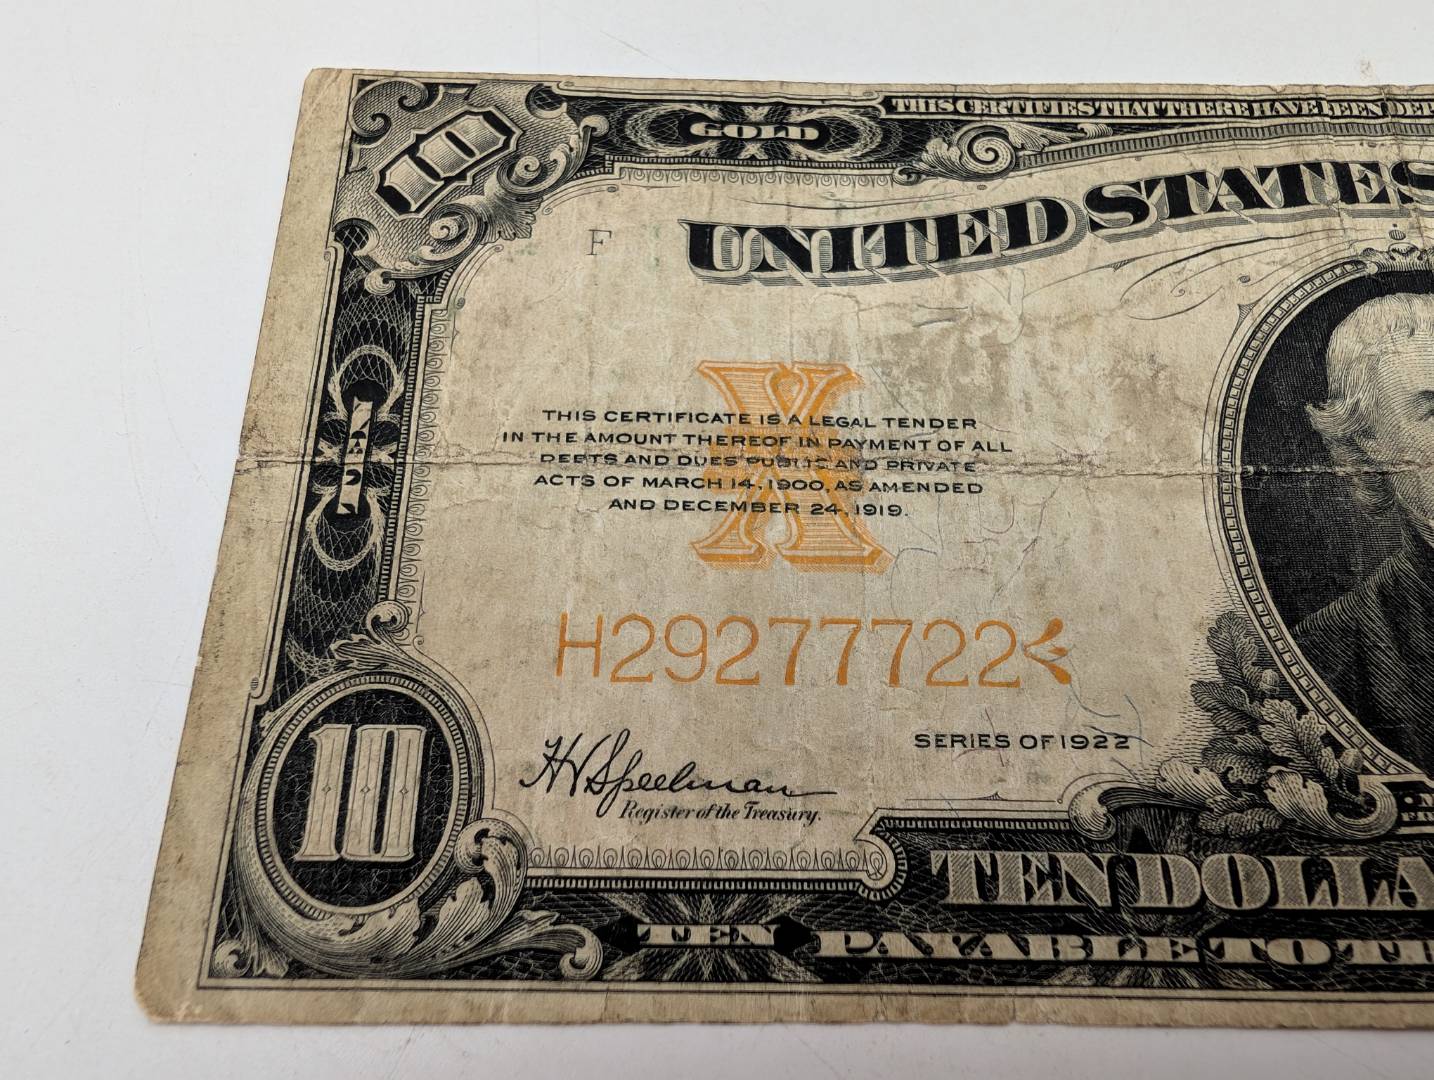 10
GOLD
THIS CERTIFIES THAT THERE HAVE BEEN
F
UNITED STATES
X
THIS CERTIFICATE IS A LEGAL TENDER
IN THE AMOUNT THEREOF IN PAYMENT OF ALL
DEBTS AND DUES PUBLIC AND PRIVATE
ACTS OF MARCH 14, 1900, AS AMENDED
AND DECEMBER 24, 1919.
H29277722
SERIES OF 1922
H V Speelman
Register of the Treasury.
10
TEN DOLLA
TEN PAYABLE TO